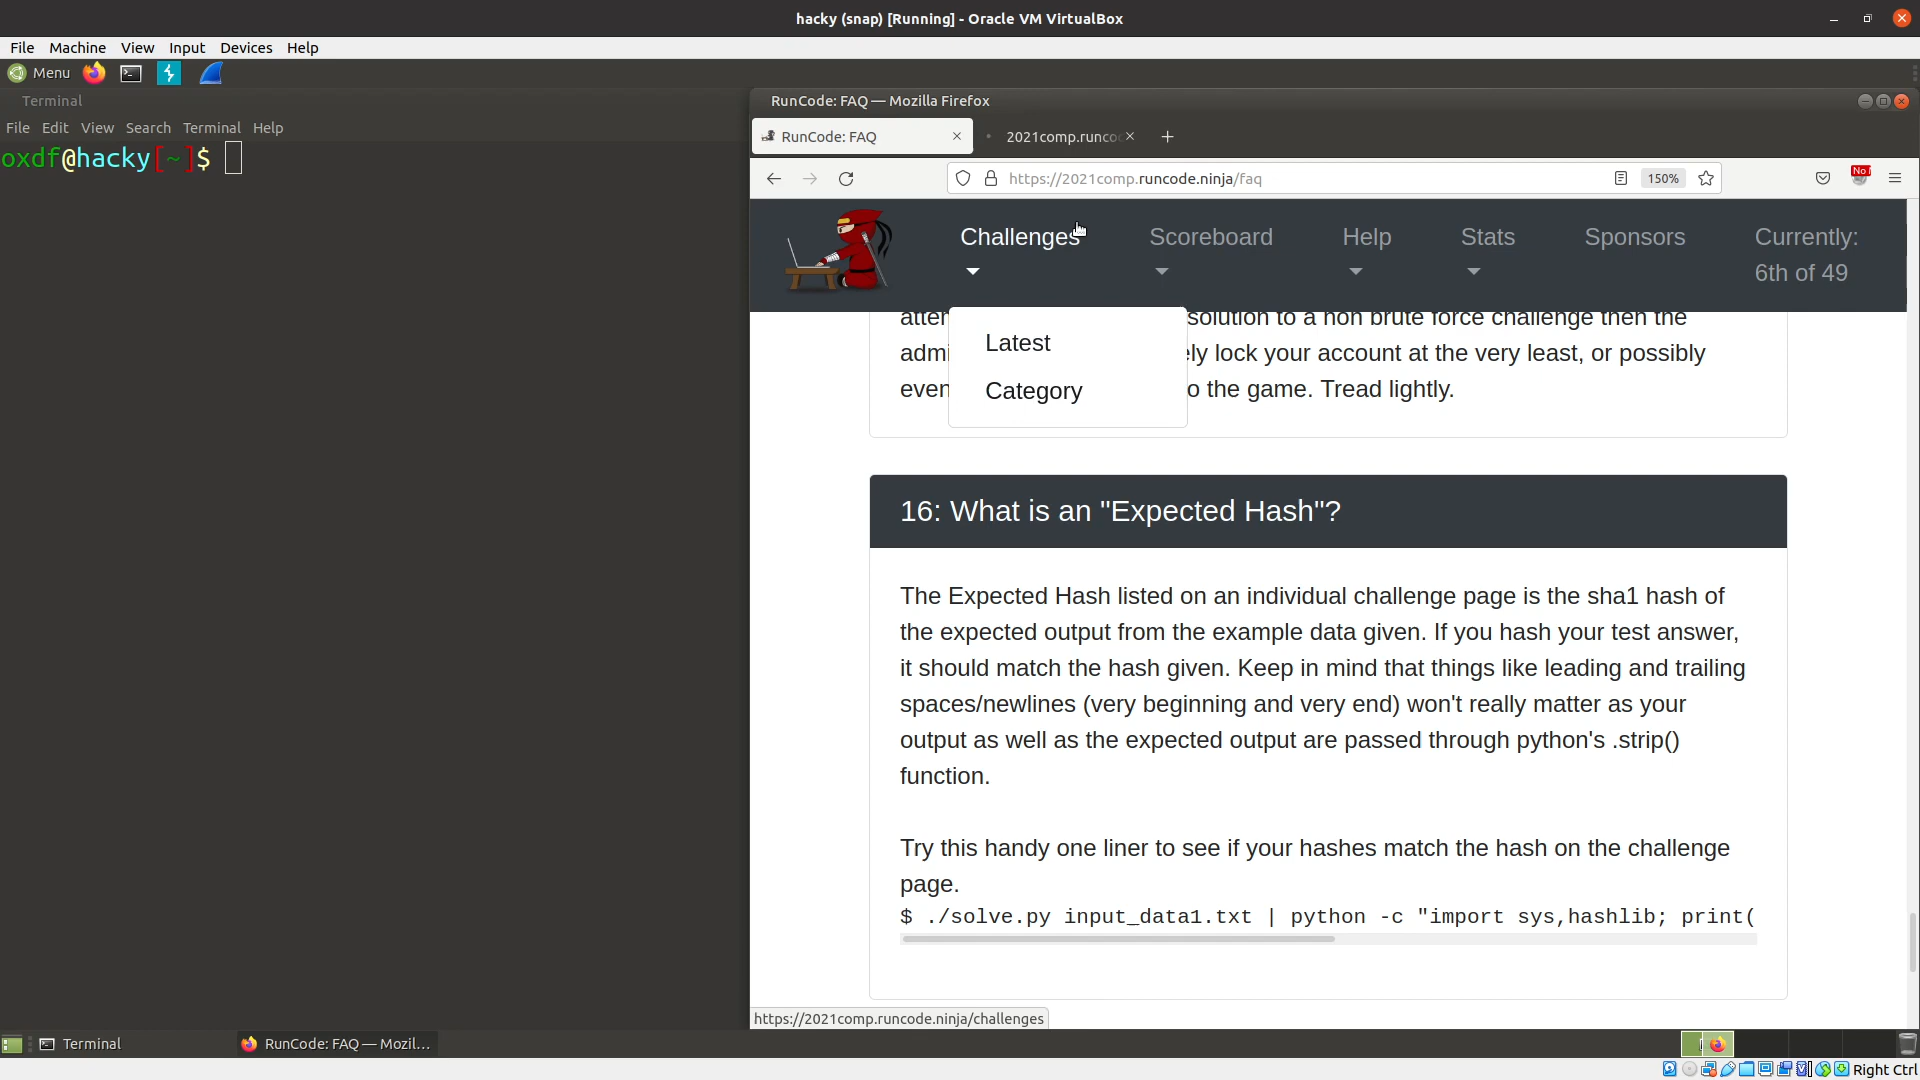 hacky (snap) [Running] - Oracle VM VirtualBox
File Machine View Input Devices Help
Menu
Terminal
File Edit View Search Terminal Help
oxdf@hacky[~]$
RunCode: FAQ — Mozilla Firefox
RunCode: FAQ
2021comp.runco
https://2021comp.runcode.ninja/faq
150%
No
Challenges
Scoreboard
Help
Stats
Sponsors
Currently:
6th of 49
Latest
Category
solution to a non brute force challenge then the
ly lock your account at the very least, or possibly
even
o the game. Tread lightly.
16: What is an "Expected Hash"?
The Expected Hash listed on an individual challenge page is the sha1 hash of
the expected output from the example data given. If you hash your test answer,
it should match the hash given. Keep in mind that things like leading and trailing
spaces/newlines (very beginning and very end) won't really matter as your
output as well as the expected output are passed through python's .strip()
function.
Try this handy one liner to see if your hashes match the hash on the challenge
page.
$ ./solve.py input_data1.txt | python -c "import sys,hashlib; print(
https://2021comp.runcode.ninja/challenges
Terminal
RunCode: FAQ — Mozil...
Right Ctrl